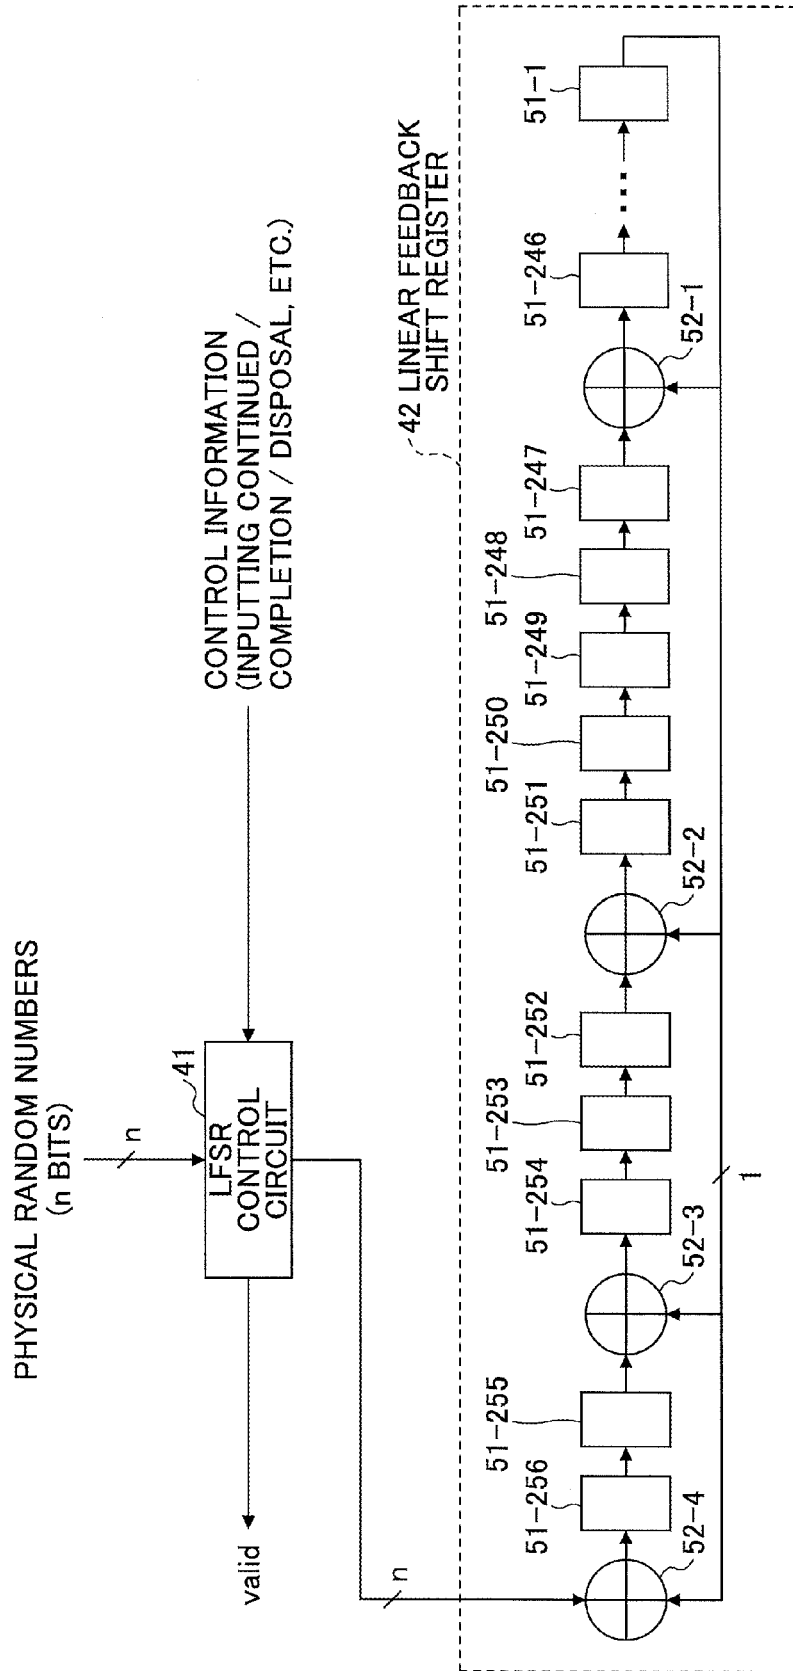 PHYSICAL RANDOM NUMBERS
(n BITS)
n
41
LFSR
CONTROL
CIRCUIT
valid
CONTROL INFORMATION
(INPUTTING CONTINUED /
COMPLETION / DISPOSAL, ETC.)
n
42 LINEAR FEEDBACK
SHIFT REGISTER
52-4
51-256
51-255
52-3
51-254
51-253
51-252
52-2
51-251
51-250
51-249
51-248
51-247
52-1
51-246
...
51-1
1